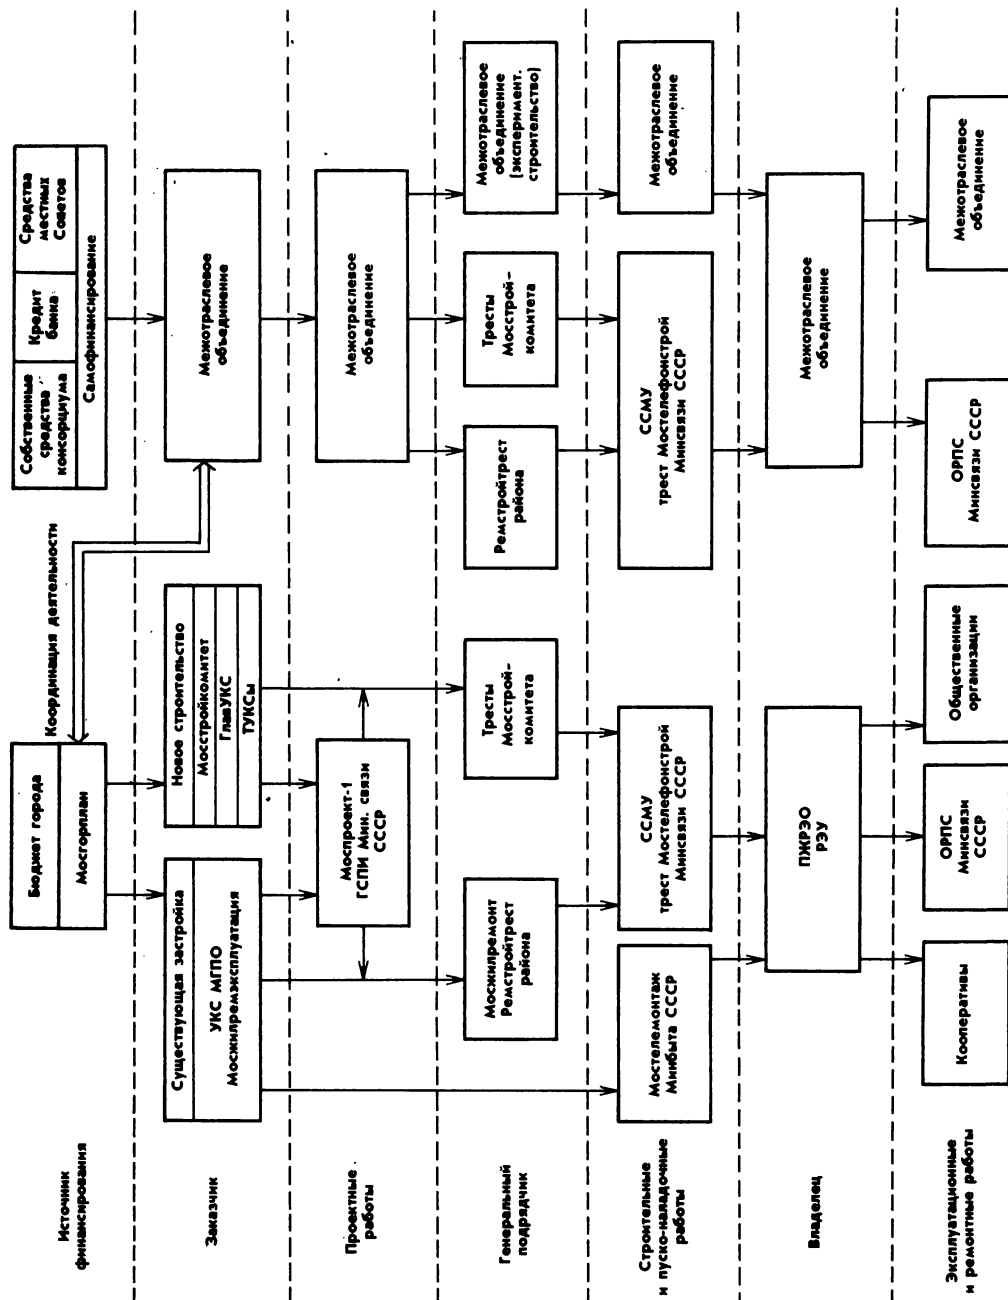 Источник
финансирования
Бюджет города
Мосгорплан
Координация деятельности
Собственные
средства
консорциума
Кредит
банка
Средства
местных
Советов
Самофинансирование
Заказчик
Существующая застройка
УКС МГПО
Мосжилремэксплуатация
Новое строительство
Мосстройкомитет
ГлавУКС
ТУКСы
Межотраслевое
объединение
Проектные
работы
Моспроект-1
ГСПИ Мин. связи
СССР
Межотраслевое
объединение
Генеральный
подрядчик
Мосжилремонт
Ремстройтрест
района
Тресты
Мосстрой-
комитета
Ремстройтрест
района
Тресты
Мосстрой-
комитета
Межотраслевое
объединение
(эксперимент.
строительство)
Строительные
и пуско-наладочные
работы
Мостелемонтаж
Минбыта СССР
ССМУ
трест Мостелефонстрой
Минсвязи СССР
ССМУ
трест Мостелефонстрой
Минсвязи СССР
Межотраслевое
объединение
Владелец
ПЖРЭО
РЭУ
Межотраслевое
объединение
Эксплуатационные
и ремонтные работы
Кооперативы
ОРПС
Минсвязи
СССР
Общественные
организации
ОРПС
Минсвязи СССР
Межотраслевое
объединение